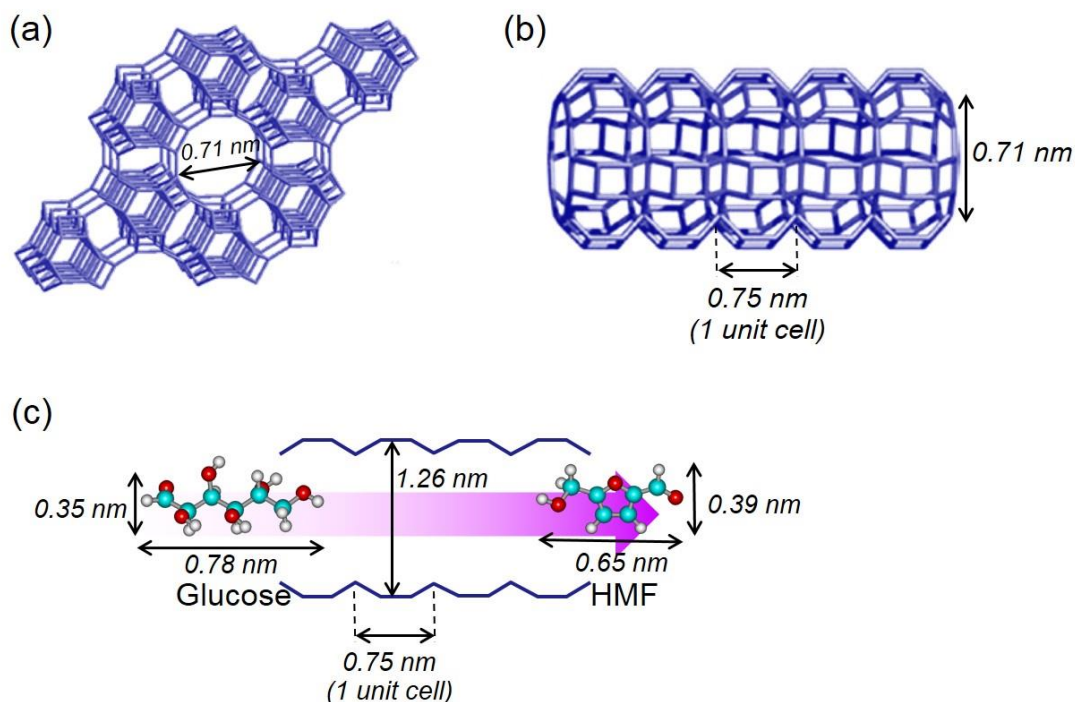 (a)
0.71 nm
(b)
0.71 nm
0.75 nm
(1 unit cell)
(c)
0.35 nm
0.78 nm
Glucose
1.26 nm
0.39 nm
0.65 nm
HMF
0.75 nm
(1 unit cell)